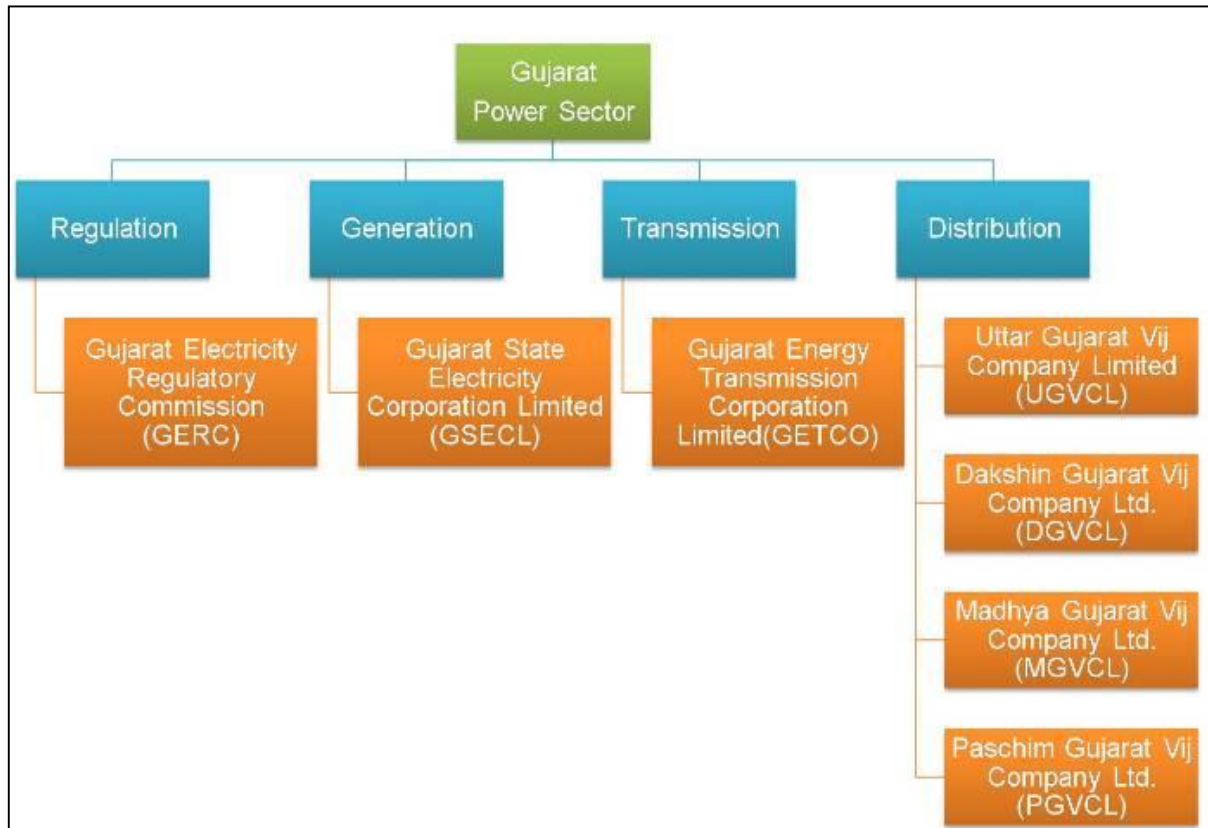 Gujarat
Power Sector
Regulation
Generation
Transmission
Distribution
Gujarat Electricity
Regulatory
Commission
(GERC)
Gujarat State
Electricity
Corporation Limited
(GSECL)
Gujarat Energy
Transmission
Corporation
Limited(GETCO)
Uttar Gujarat Vij
Company Limited
(UGVCL)
Dakshin Gujarat Vij
Company Ltd.
(DGVCL)
Madhya Gujarat Vij
Company Ltd.
(MGVCL)
Paschim Gujarat Vij
Company Ltd.
(PGVCL)